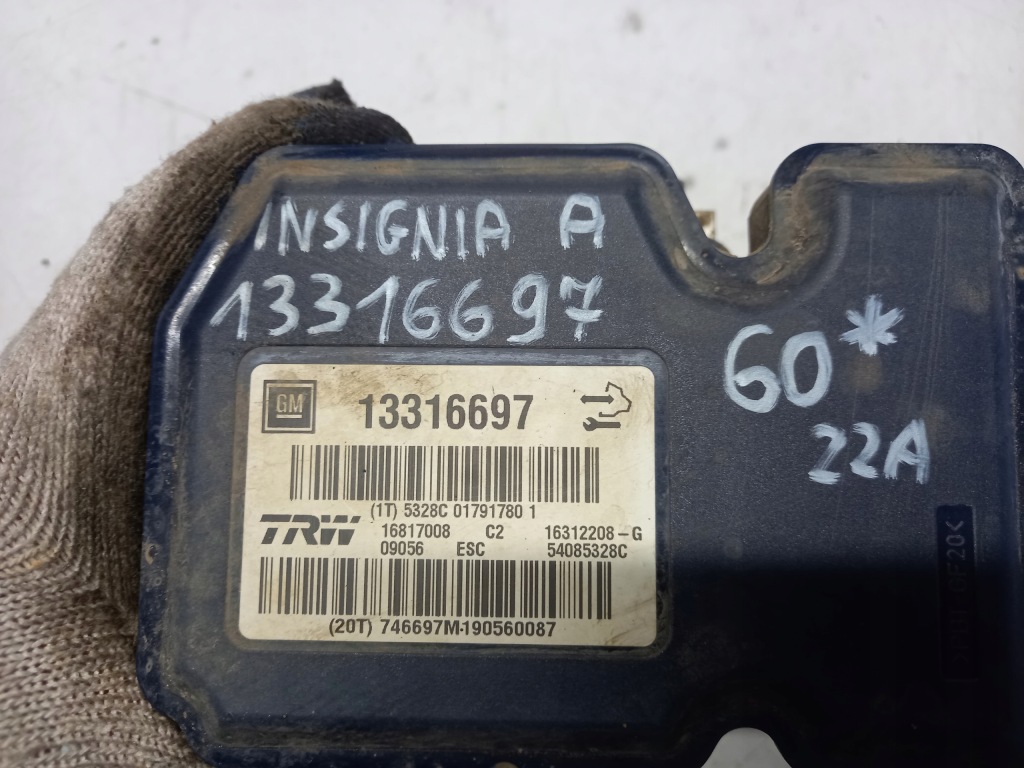 INSIGNIA A
13316697
60*
22A
GM 13316697
(1T) 5328C 01791780 1
TRW 16817008 C2 16312208-G
09056 ESC 54085328C
(20T) 746697M-190560087